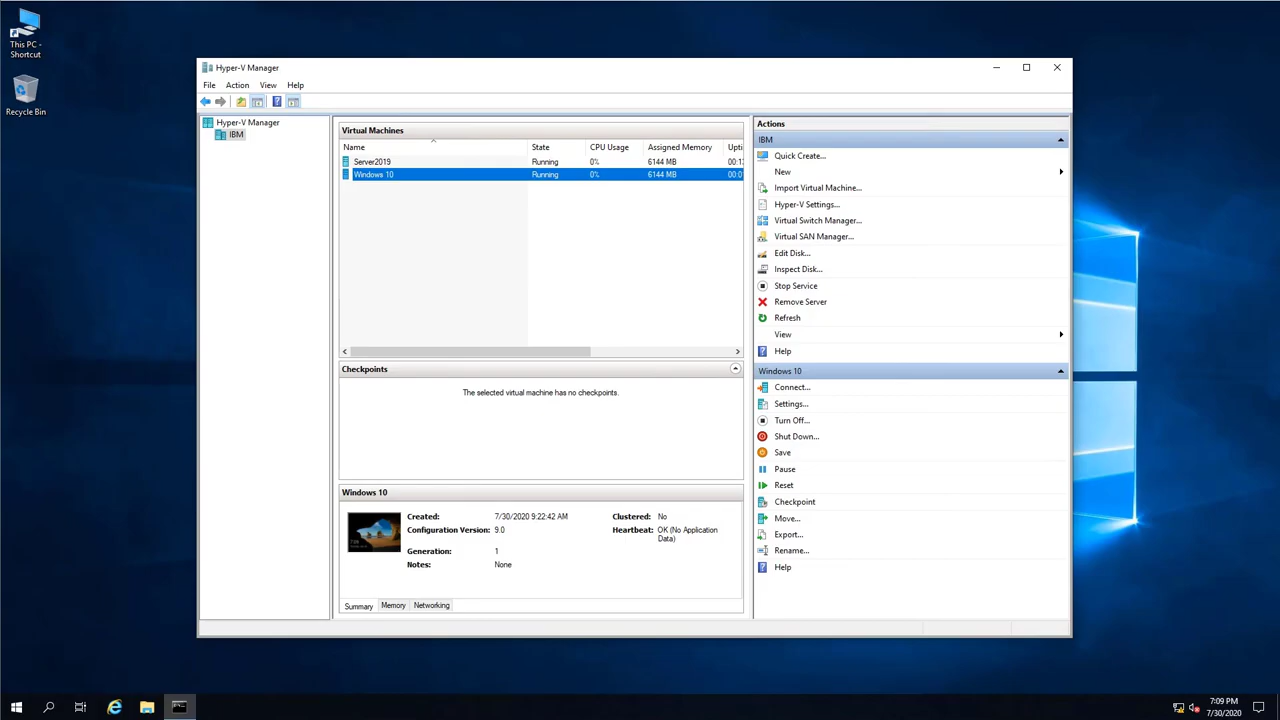 This PC -
Shortcut
Recycle Bin
Hyper-V Manager
File Action View Help
Hyper-V Manager
IBM
Virtual Machines
Name State CPU Usage Assigned Memory Upti
Server2019 Running 0% 6144 MB 00:1
Windows 10 Running 0% 6144 MB 00:0
Checkpoints
The selected virtual machine has no checkpoints.
Windows 10
Created: 7/30/2020 9:22:42 AM Clustered: No
Configuration Version: 9.0 Heartbeat: OK (No Application
Data)
Generation: 1
Notes: None
Summary Memory Networking
Actions
IBM
Quick Create...
New
Import Virtual Machine...
Hyper-V Settings...
Virtual Switch Manager...
Virtual SAN Manager...
Edit Disk...
Inspect Disk...
Stop Service
Remove Server
Refresh
View
Help
Windows 10
Connect...
Settings...
Turn Off...
Shut Down...
Save
Pause
Reset
Checkpoint
Move...
Export...
Rename...
Help
7:09 PM
7/30/2020